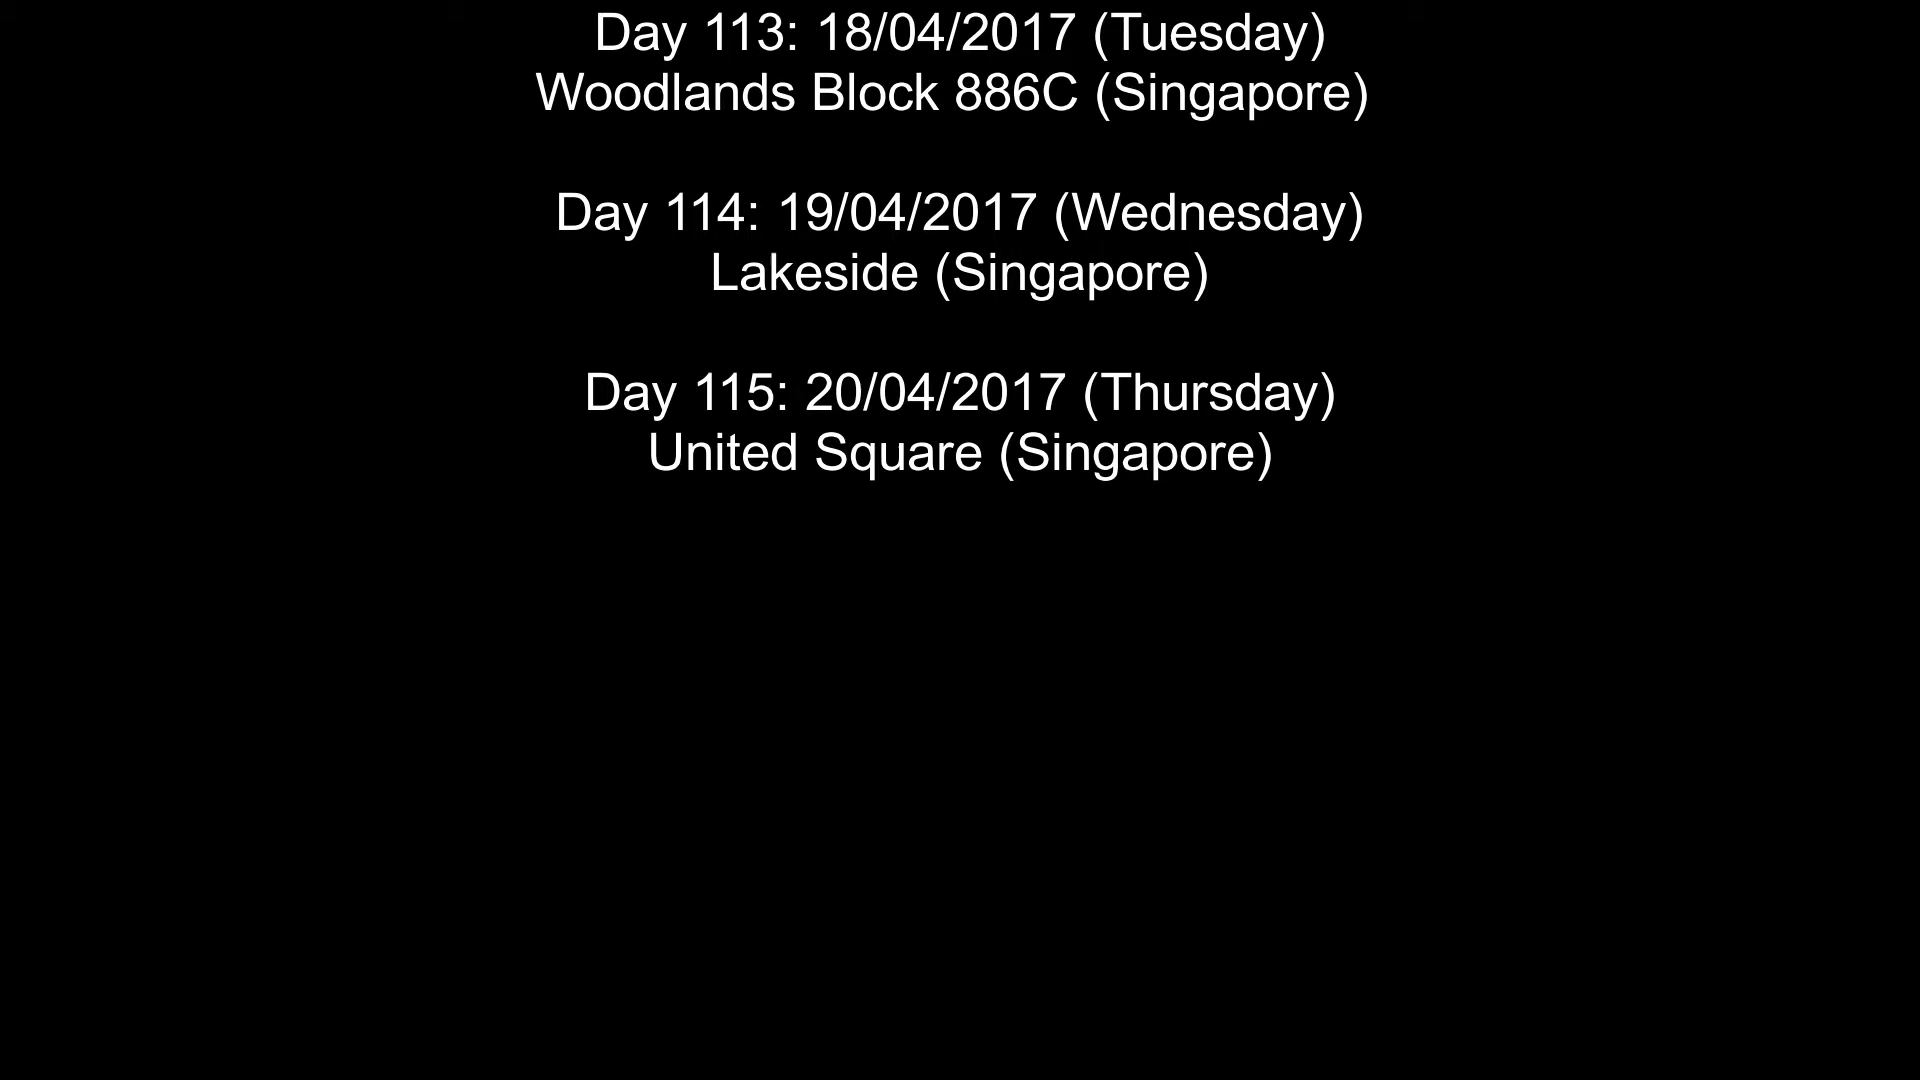 Day 113: 18/04/2017 (Tuesday)
Woodlands Block 886C (Singapore)
Day 114: 19/04/2017 (Wednesday)
Lakeside (Singapore)
Day 115: 20/04/2017 (Thursday)
United Square (Singapore)